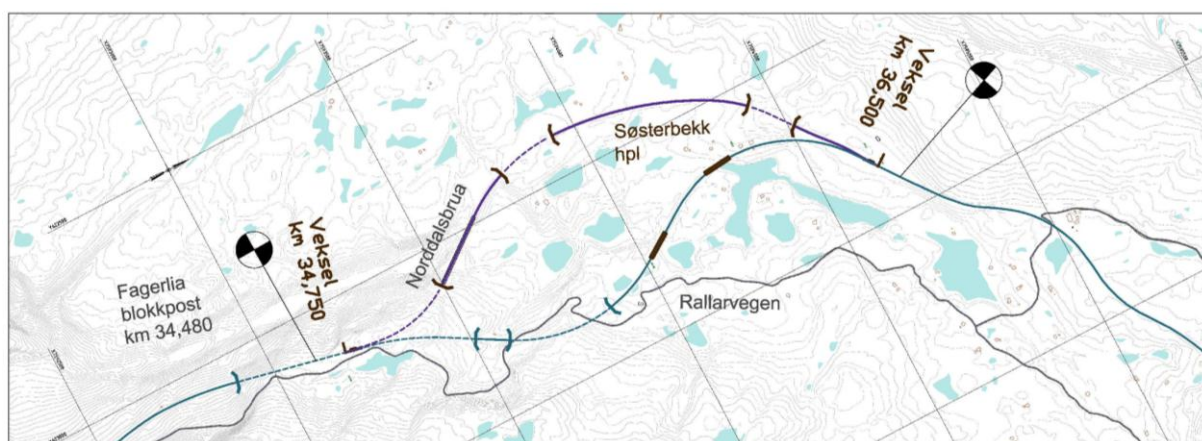 Veksel
km 36,500
Søsterbekk
hpl
Norddalsbrua
Veksel
km 34,750
Fagerlia
blokkpost
km 34,480
Rallarvegen